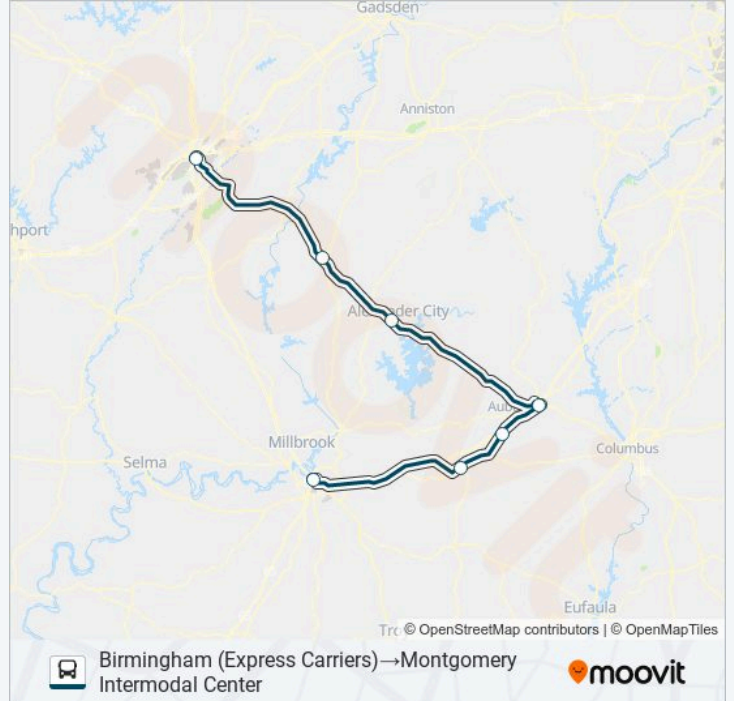 Gadsden
Anniston
hport
Alexander City
Aub
Millbrook
Selma
Columbus
Eufaula
Tro
© OpenStreetMap contributors | © OpenMapTiles
Birmingham (Express Carriers)→Montgomery
Intermodal Center
moovit